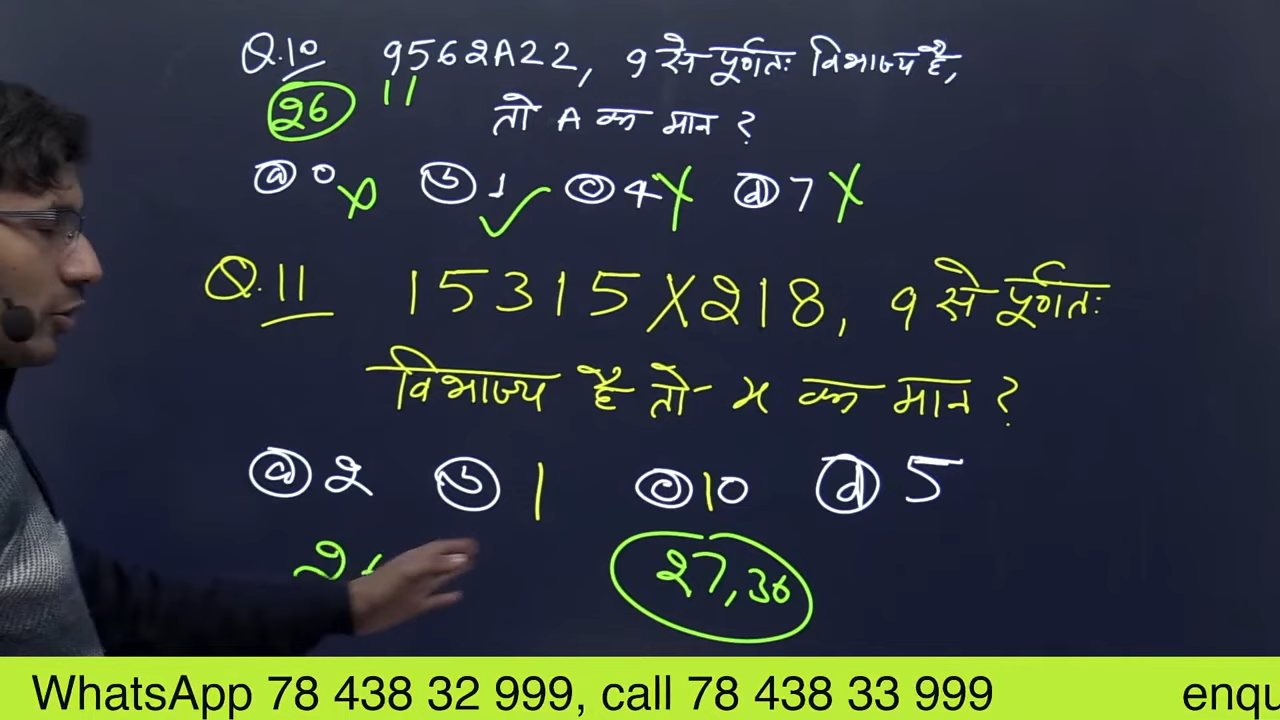 Q.10 9562A22, 9 से पूर्णतः विभाज्य है,
26 11 तो A का मान ?
(a) 0 X (b) 1 ✓ (c) 4 X (d) 7 X
Q.11 15315X218, 9 से पूर्णतः
विभाज्य है तो x का मान ?
(a) 2 (b) 1 (c) 10 (d) 5
27, 36
WhatsApp 78 438 32 999, call 78 438 33 999 enqu